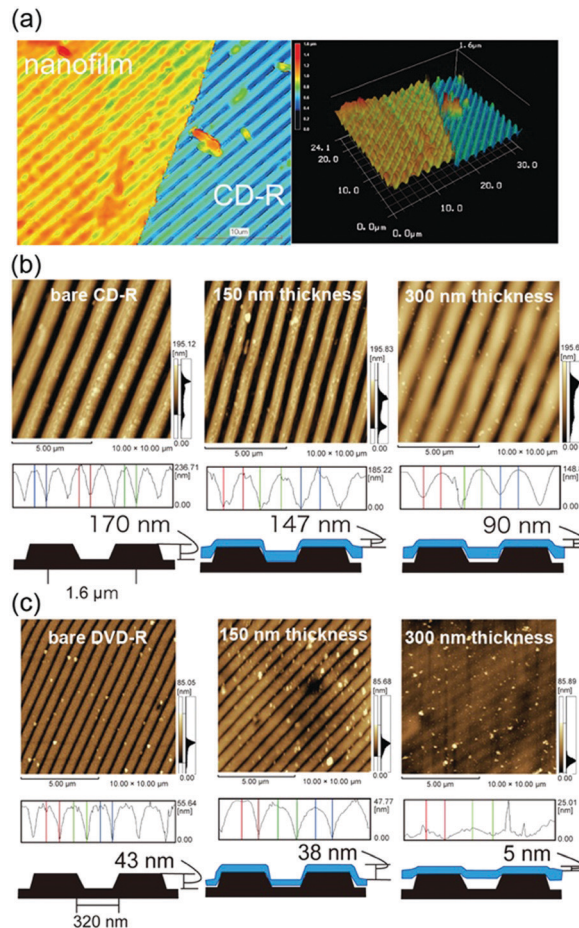 (a)
nanofilm
CD-R
10um
1.6 μm
24.1
20.0
10.0
0.0μm
0.0μm
10.0
20.0
30.0
(b)
bare CD-R
150 nm thickness
300 nm thickness
195.12
[nm]
0.00
195.83
[nm]
0.00
195.6
[nm]
0.00
5.00 μm 10.00 × 10.00 μm
5.00 μm 10.00 × 10.00 μm
5.00 μm 10.00 × 10.00 μm
236.71
[nm]
0.00
185.22
[nm]
0.00
148.
[nm]
0.00
170 nm
147 nm
90 nm
1.6 μm
(c)
bare DVD-R
150 nm thickness
300 nm thickness
85.05
[nm]
0.00
85.68
[nm]
0.00
85.89
[nm]
0.00
5.00 μm 10.00 × 10.00 μm
5.00 μm 10.00 × 10.00 μm
5.00 μm 10.00 × 10.00 μm
55.64
[nm]
0.00
47.77
[nm]
0.00
25.01
[nm]
0.00
43 nm
38 nm
5 nm
320 nm